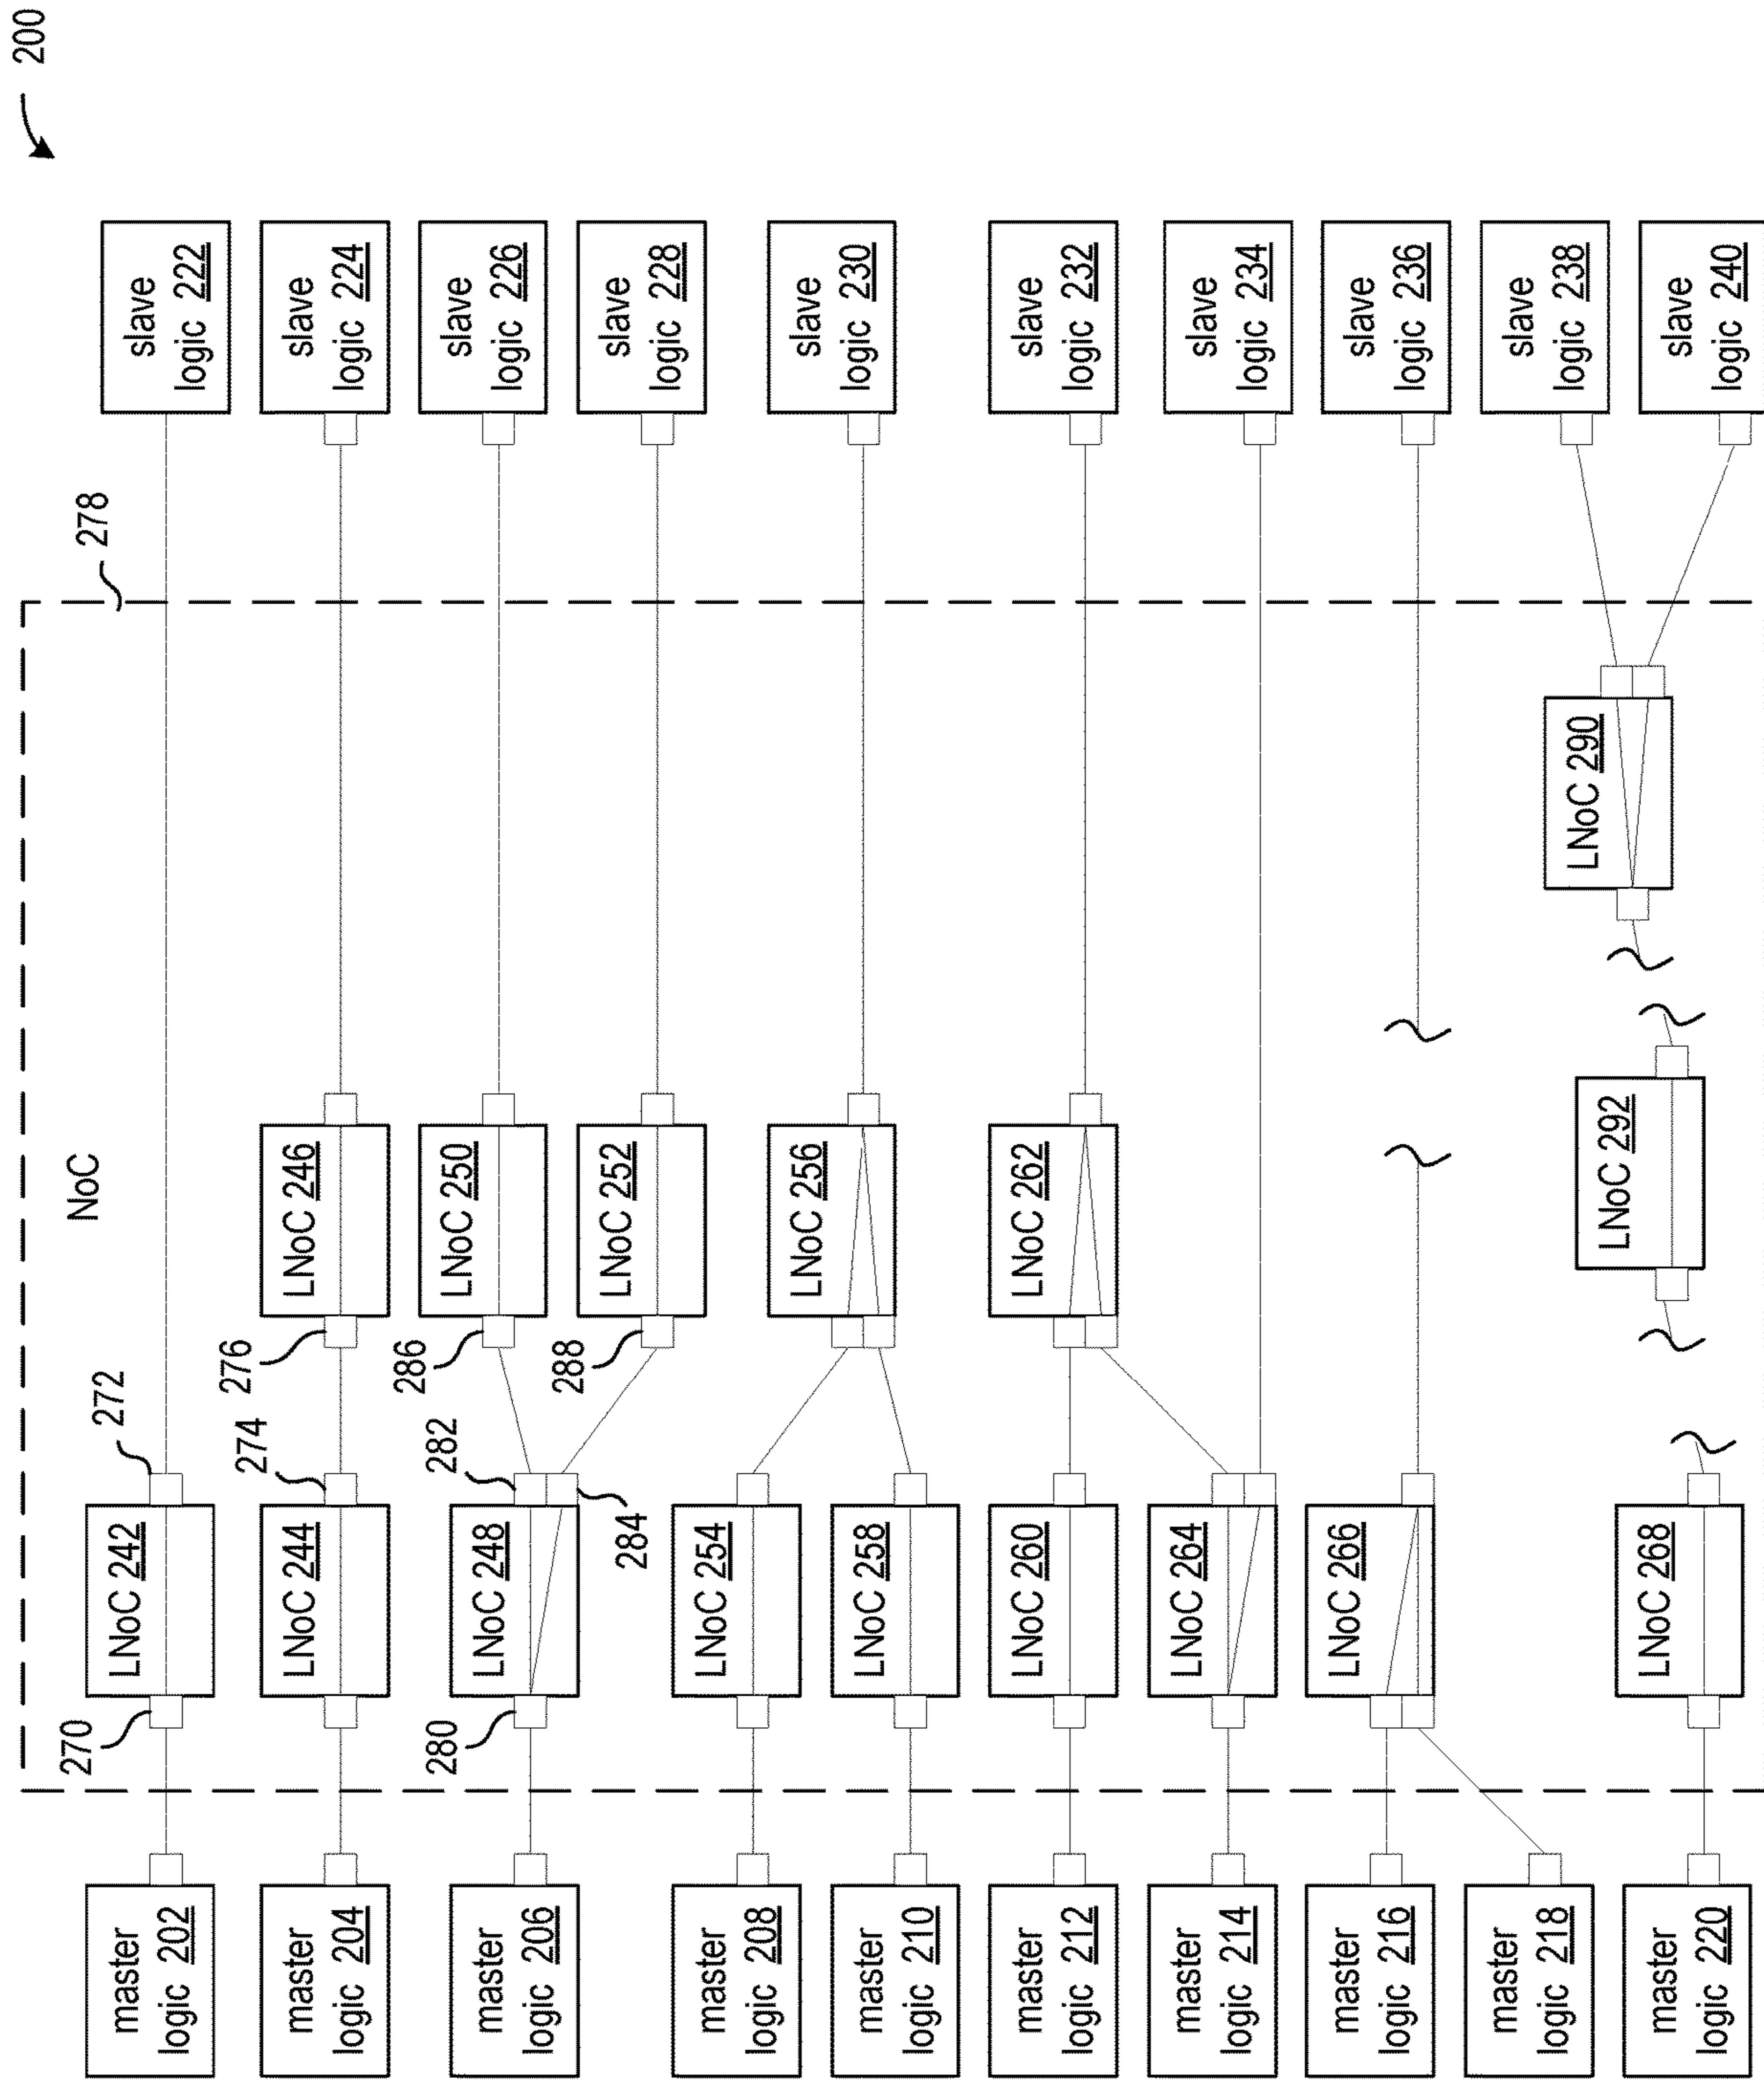 200
278
NoC
slave
logic 222
slave
logic 224
slave
logic 226
slave
logic 228
slave
logic 230
slave
logic 232
slave
logic 234
slave
logic 236
slave
logic 238
slave
logic 240
LNoC 290
LNoC 292
LNoC 246
LNoC 250
LNoC 252
LNoC 256
LNoC 262
272
276
274
286
282
288
284
LNoC 242
LNoC 244
LNoC 248
LNoC 254
LNoC 258
LNoC 260
LNoC 264
LNoC 266
LNoC 268
270
280
master
logic 202
master
logic 204
master
logic 206
master
logic 208
master
logic 210
master
logic 212
master
logic 214
master
logic 216
master
logic 218
master
logic 220